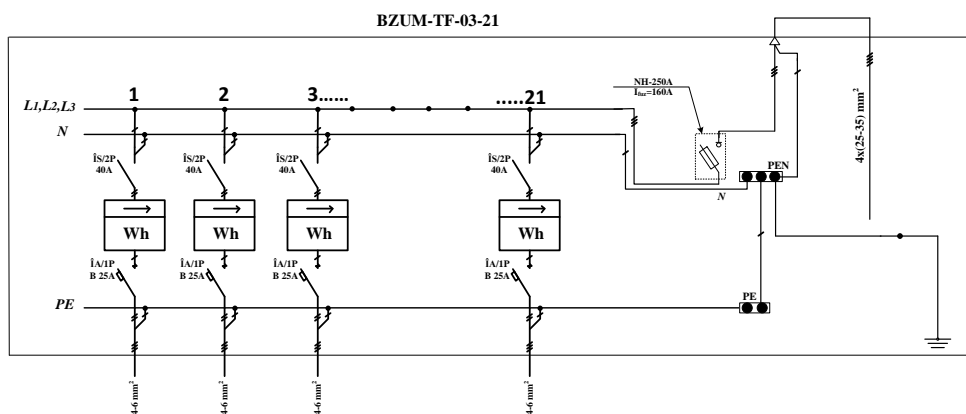 BZUM-TF-03-21
NH-250A
I_fuz=160A
L1,L2,L3
1
2
3......
.....21
N
ÎS/2P
40A
ÎS/2P
40A
ÎS/2P
40A
ÎS/2P
40A
4x(25-35) mm²
PEN
N
Wh
Wh
Wh
Wh
ÎA/1P
B 25A
ÎA/1P
B 25A
ÎA/1P
B 25A
ÎA/1P
B 25A
PE
PE
4-6 mm²
4-6 mm²
4-6 mm²
4-6 mm²